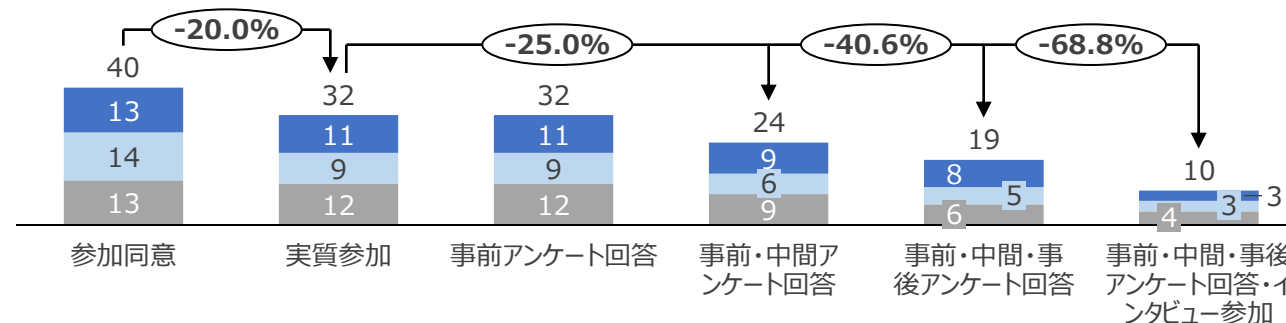 -20.0%
-25.0%
-40.6%
-68.8%
40
32
32
24
19
10
13
11
11
9
8
3
14
9
9
6
5
3
13
12
12
9
6
4
参加同意
実質参加
事前アンケート回答
事前・中間ア
ンケート回答
事前・中間・事
後アンケート回答
事前・中間・事後
アンケート回答・イ
ンタビュー参加